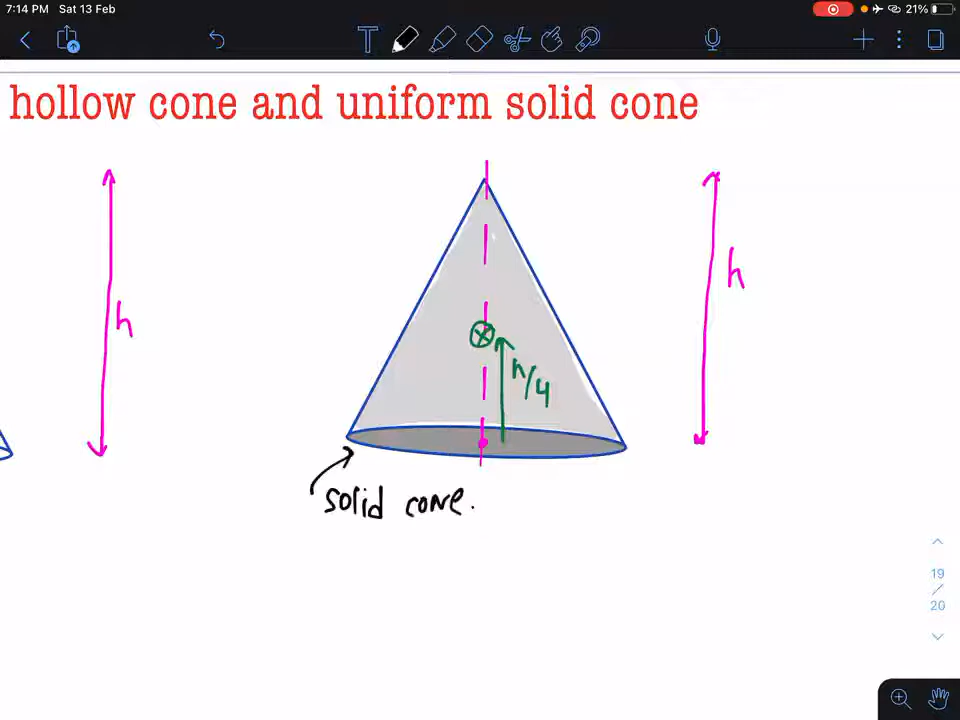 7:14 PM Sat 13 Feb
21%
T
hollow cone and uniform solid cone
h
h
h/4
solid cone.
19
/
20